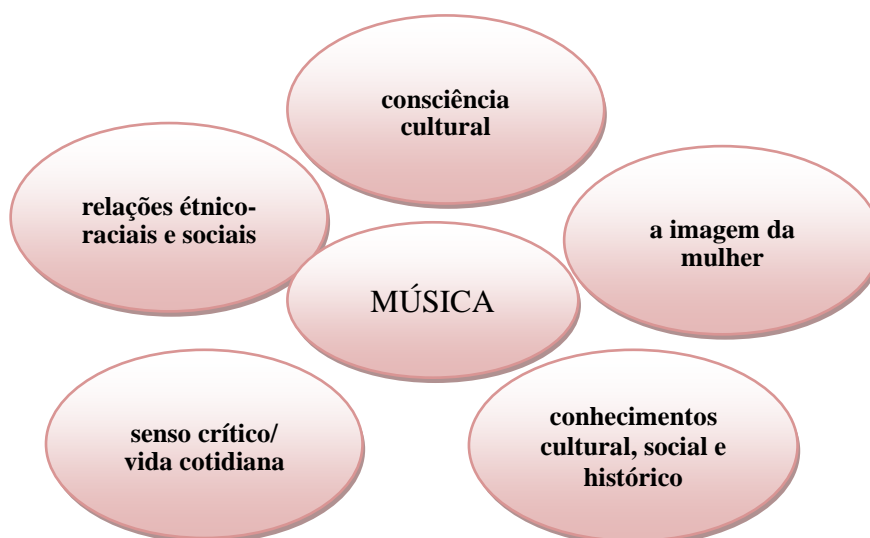 consciência
cultural
relações étnico-
raciais e sociais
a imagem da
mulher
MÚSICA
senso crítico/
vida cotidiana
conhecimentos
cultural, social e
histórico